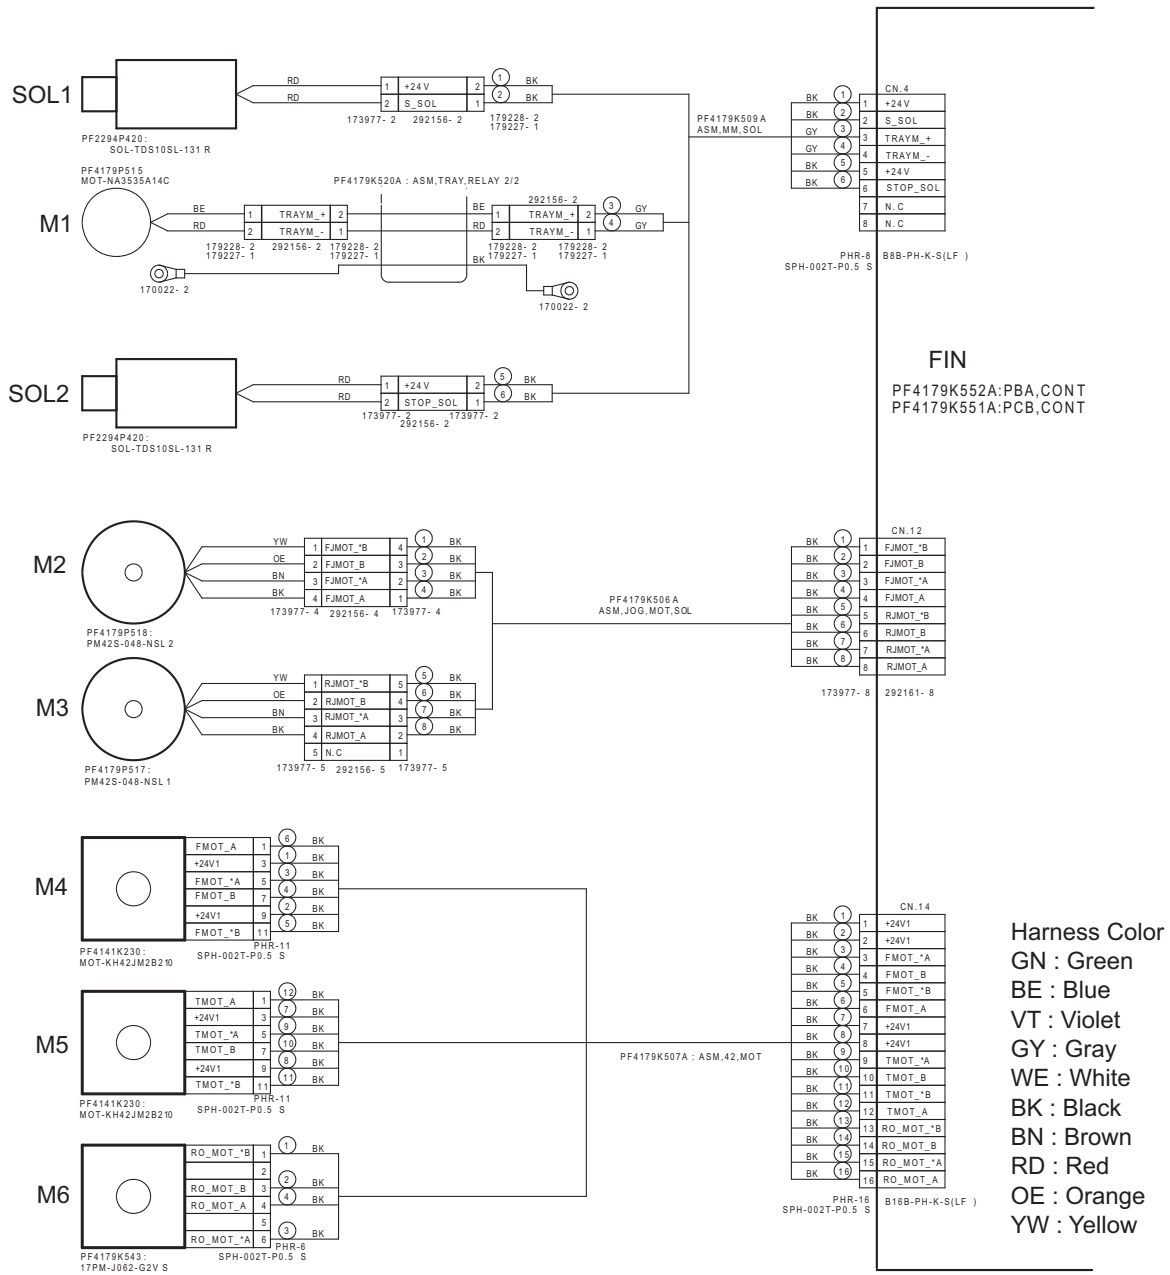 SOL1
RD
RD
1 +24V 2
2 S_SOL 1
1 BK
2 BK
173977-2 292156-2
179228-2
179227-1
PF2294P420:
SOL-TDS10SL-131 R
PF4179K509A
ASM,MM,SOL
CN.4
BK 1 1 +24V
BK 2 2 S_SOL
GY 3 3 TRAYM_+
GY 4 4 TRAYM_-
BK 5 5 +24V
BK 6 6 STOP_SOL
7 N.C
8 N.C
PHR-8 B8B-PH-K-S(LF )
SPH-002T-P0.5 S
PF4179P515
MOT-NA3535A14C
M1
PF4179K520A : ASM,TRAY,RELAY 2/2
292156-2
BE 1 TRAYM_+ 2 BE 1 TRAYM_+ 2 3 GY
RD 2 TRAYM_- 1 RD 2 TRAYM_- 1 4 GY
179228-2 292156-2 179228-2 179228-2 179228-2
179227-1 179227-1 179227-1 179227-1
BK
170022-2
170022-2
FIN
PF4179K552A:PBA,CONT
PF4179K551A:PCB,CONT
SOL2
RD 1 +24V 2 5 BK
RD 2 STOP_SOL 1 6 BK
173977-2 173977-2
292156-2
PF2294P420:
SOL-TDS10SL-131 R
M2
YW 1 FJMOT_*B 4 1 BK
OE 2 FJMOT_B 3 2 BK
BN 3 FJMOT_*A 2 3 BK
BK 4 FJMOT_A 1 4 BK
173977-4 292156-4 173977-4
PF4179P518:
PM42S-048-NSL 2
PF4179K506A
ASM,JOG,MOT,SOL
CN.12
BK 1 1 FJMOT_*B
BK 2 2 FJMOT_B
BK 3 3 FJMOT_*A
BK 4 4 FJMOT_A
BK 5 5 RJMOT_*B
BK 6 6 RJMOT_B
BK 7 7 RJMOT_*A
BK 8 8 RJMOT_A
173977-8 292161-8
M3
YW 1 RJMOT_*B 5 5 BK
OE 2 RJMOT_B 4 6 BK
BN 3 RJMOT_*A 3 7 BK
BK 4 RJMOT_A 2 8 BK
5 N.C 1
173977-5 292156-5 173977-5
PF4179P517:
PM42S-048-NSL 1
M4
FMOT_A 1 6 BK
+24V1 3 1 BK
FMOT_*A 5 3 BK
FMOT_B 7 4 BK
+24V1 9 2 BK
FMOT_*B 11 5 BK
PHR-11
SPH-002T-P0.5 S
PF4141K230:
MOT-KH42JM2B210
M5
TMOT_A 1 12 BK
+24V1 3 7 BK
TMOT_*A 5 9 BK
TMOT_B 7 10 BK
+24V1 9 8 BK
TMOT_*B 11 11 BK
PHR-11
SPH-002T-P0.5 S
PF4141K230:
MOT-KH42JM2B210
PF4179K507A : ASM,42,MOT
M6
RO_MOT_*B 1 1 BK
2
RO_MOT_B 3 2 BK
RO_MOT_A 4 4 BK
5
RO_MOT_*A 6 3 BK
PHR-6
SPH-002T-P0.5 S
PF4179K543:
17PM-J062-G2V S
CN.14
BK 1 1 +24V1
BK 2 2 +24V1
BK 3 3 FMOT_*A
BK 4 4 FMOT_B
BK 5 5 FMOT_*B
BK 6 6 FMOT_A
BK 7 7 +24V1
BK 8 8 +24V1
BK 9 9 TMOT_*A
BK 10 10 TMOT_B
BK 11 11 TMOT_*B
BK 12 12 TMOT_A
BK 13 13 RO_MOT_*B
BK 14 14 RO_MOT_B
BK 15 15 RO_MOT_*A
BK 16 16 RO_MOT_A
PHR-16 B16B-PH-K-S(LF )
SPH-002T-P0.5 S
Harness Color
GN : Green
BE : Blue
VT : Violet
GY : Gray
WE : White
BK : Black
BN : Brown
RD : Red
OE : Orange
YW : Yellow